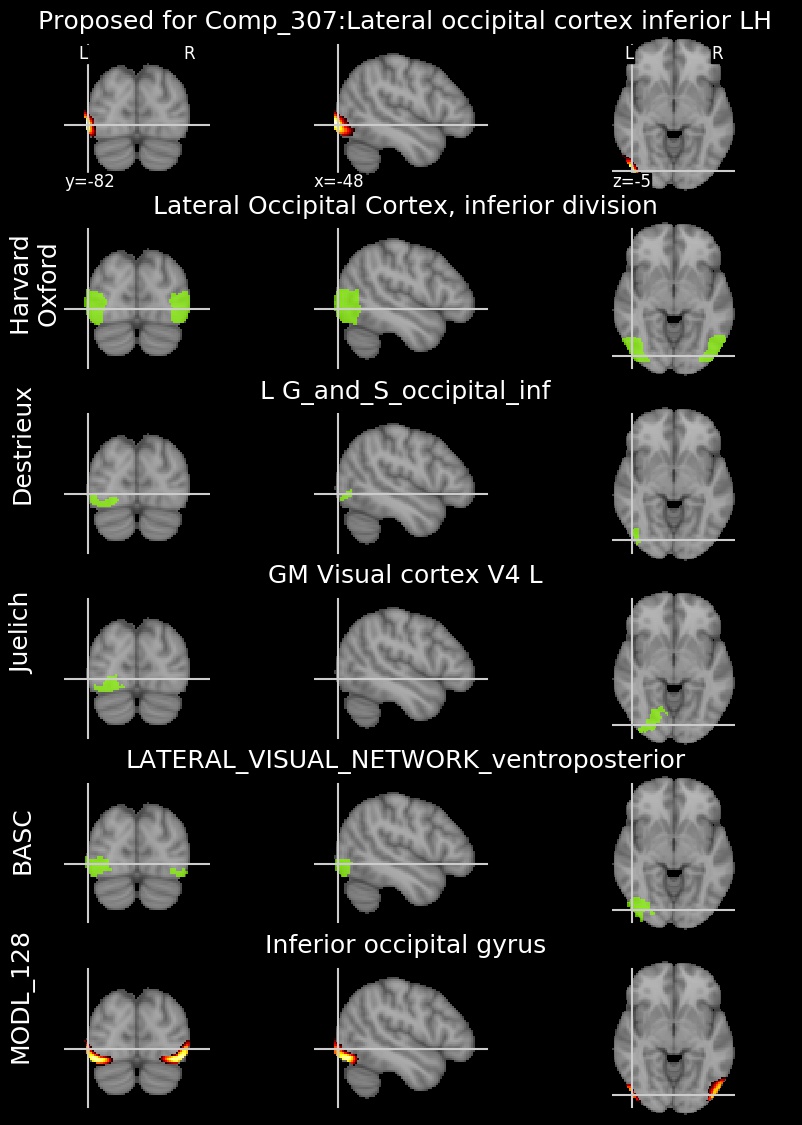 Proposed for Comp_307:Lateral occipital cortex inferior LH
L R L R
y=-82 x=-48 z=-5
Lateral Occipital Cortex, inferior division
Harvard
Oxford
L G_and_S_occipital_inf
Destrieux
GM Visual cortex V4 L
Juelich
LATERAL_VISUAL_NETWORK_ventroposterior
BASC
Inferior occipital gyrus
MODL_128